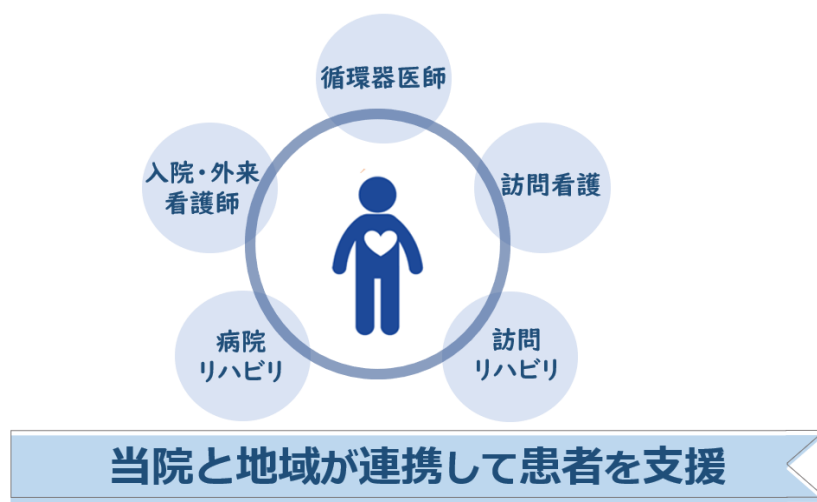 循環器医師
入院・外来
看護師
訪問看護
病院
リハビリ
訪問
リハビリ
当院と地域が連携して患者を支援